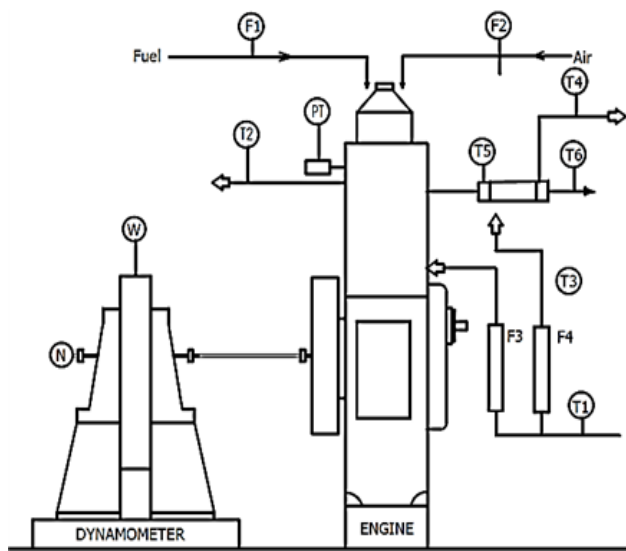 F1
F2
Fuel
Air
T4
PT
T2
T5
T6
W
T3
N
F3
F4
T1
DYNAMOMETER
ENGINE